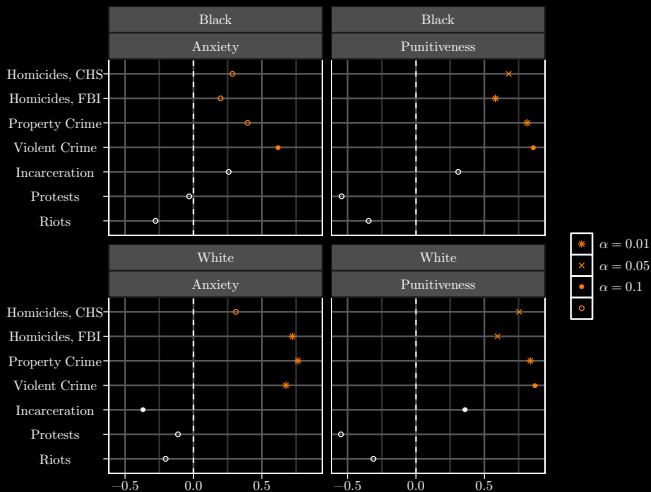 Black
Black
Anxiety
Punitiveness
Homicides, CHS
Homicides, FBI
Property Crime
Violent Crime
Incarceration
Protests
Riots
White
White
Anxiety
Punitiveness
Homicides, CHS
Homicides, FBI
Property Crime
Violent Crime
Incarceration
Protests
Riots
−0.5 0.0 0.5
−0.5 0.0 0.5
α = 0.01
α = 0.05
α = 0.1